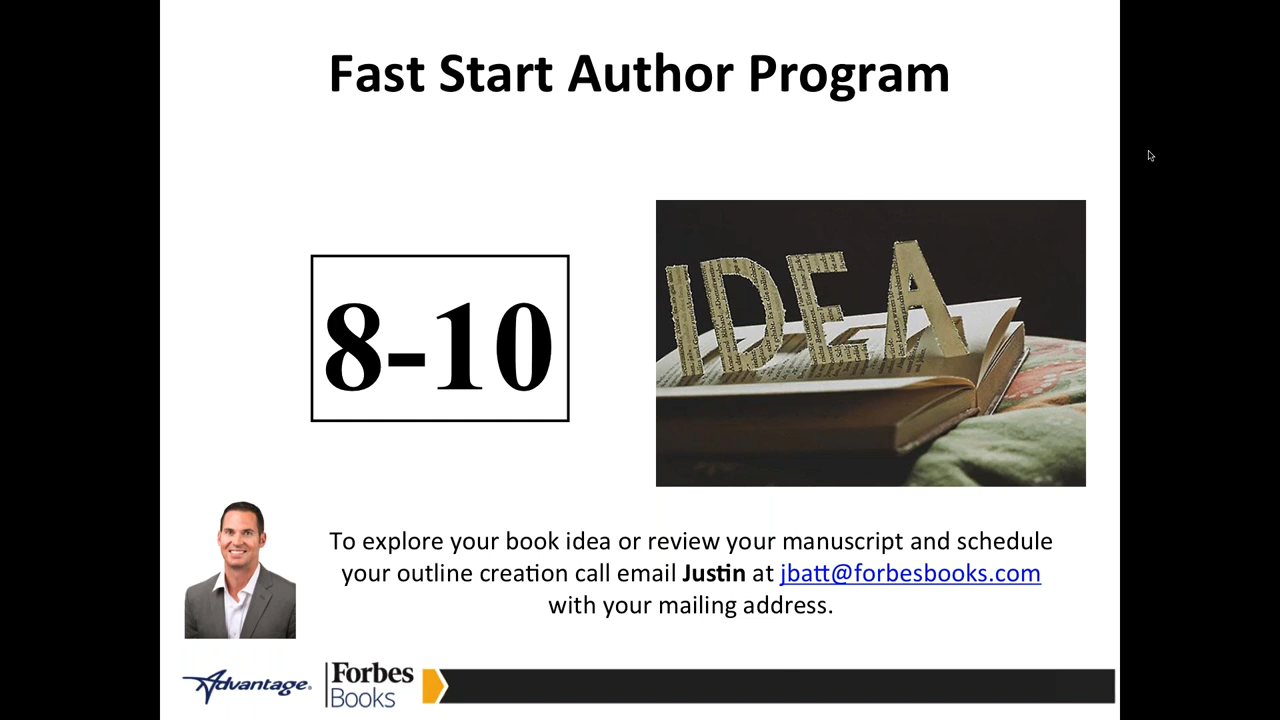 Fast Start Author Program
8-10
IDEA
To explore your book idea or review your manuscript and schedule
your outline creation call email Justin at jbatt@forbesbooks.com
with your mailing address.
Advantage
Forbes
Books